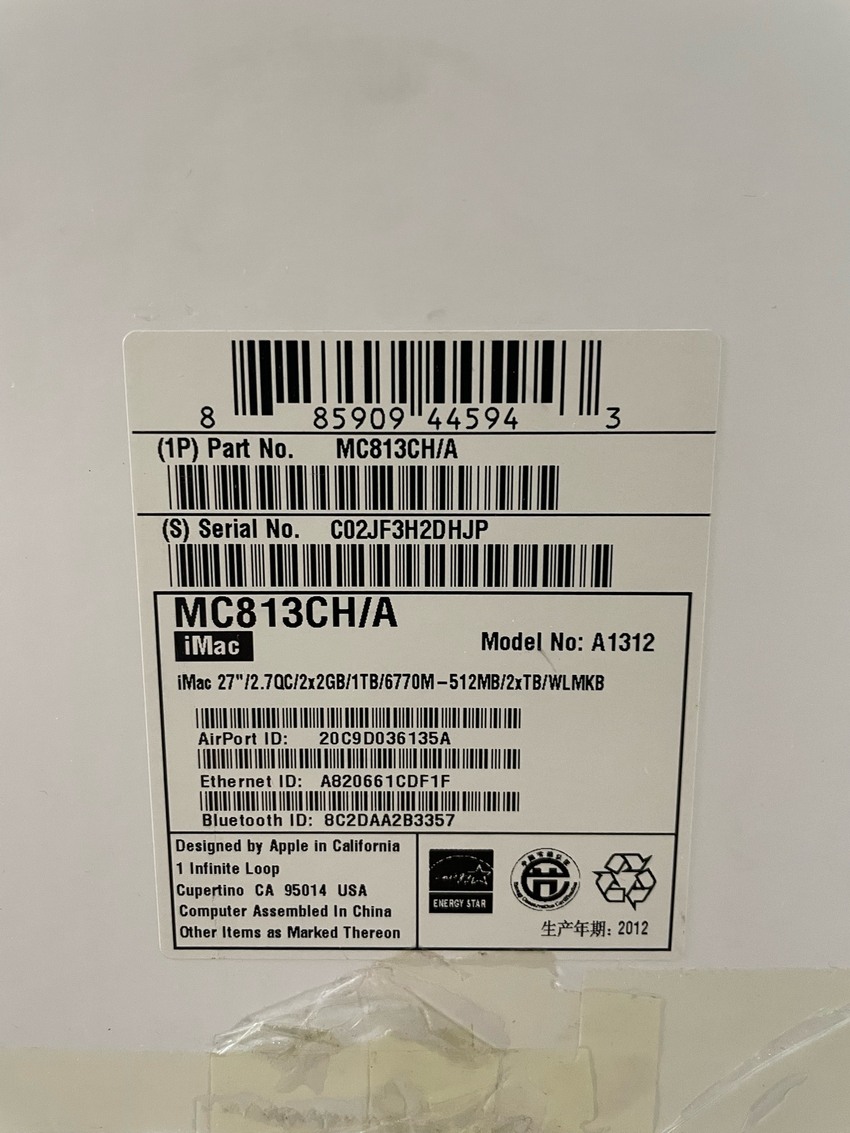 8 85909 44594 3
(1P) Part No. MC813CH/A
(S) Serial No. C02JF3H2DHJP
MC813CH/A
iMac
Model No: A1312
iMac 27"/2.7QC/2x2GB/1TB/6770M-512MB/2xTB/WLMKB
AirPort ID: 20C9D036135A
Ethernet ID: A820661CDF1F
Bluetooth ID: 8C2DAA2B3357
Designed by Apple in California
1 Infinite Loop
Cupertino CA 95014 USA
Computer Assembled In China
Other Items as Marked Thereon
ENERGY STAR
生产年期: 2012